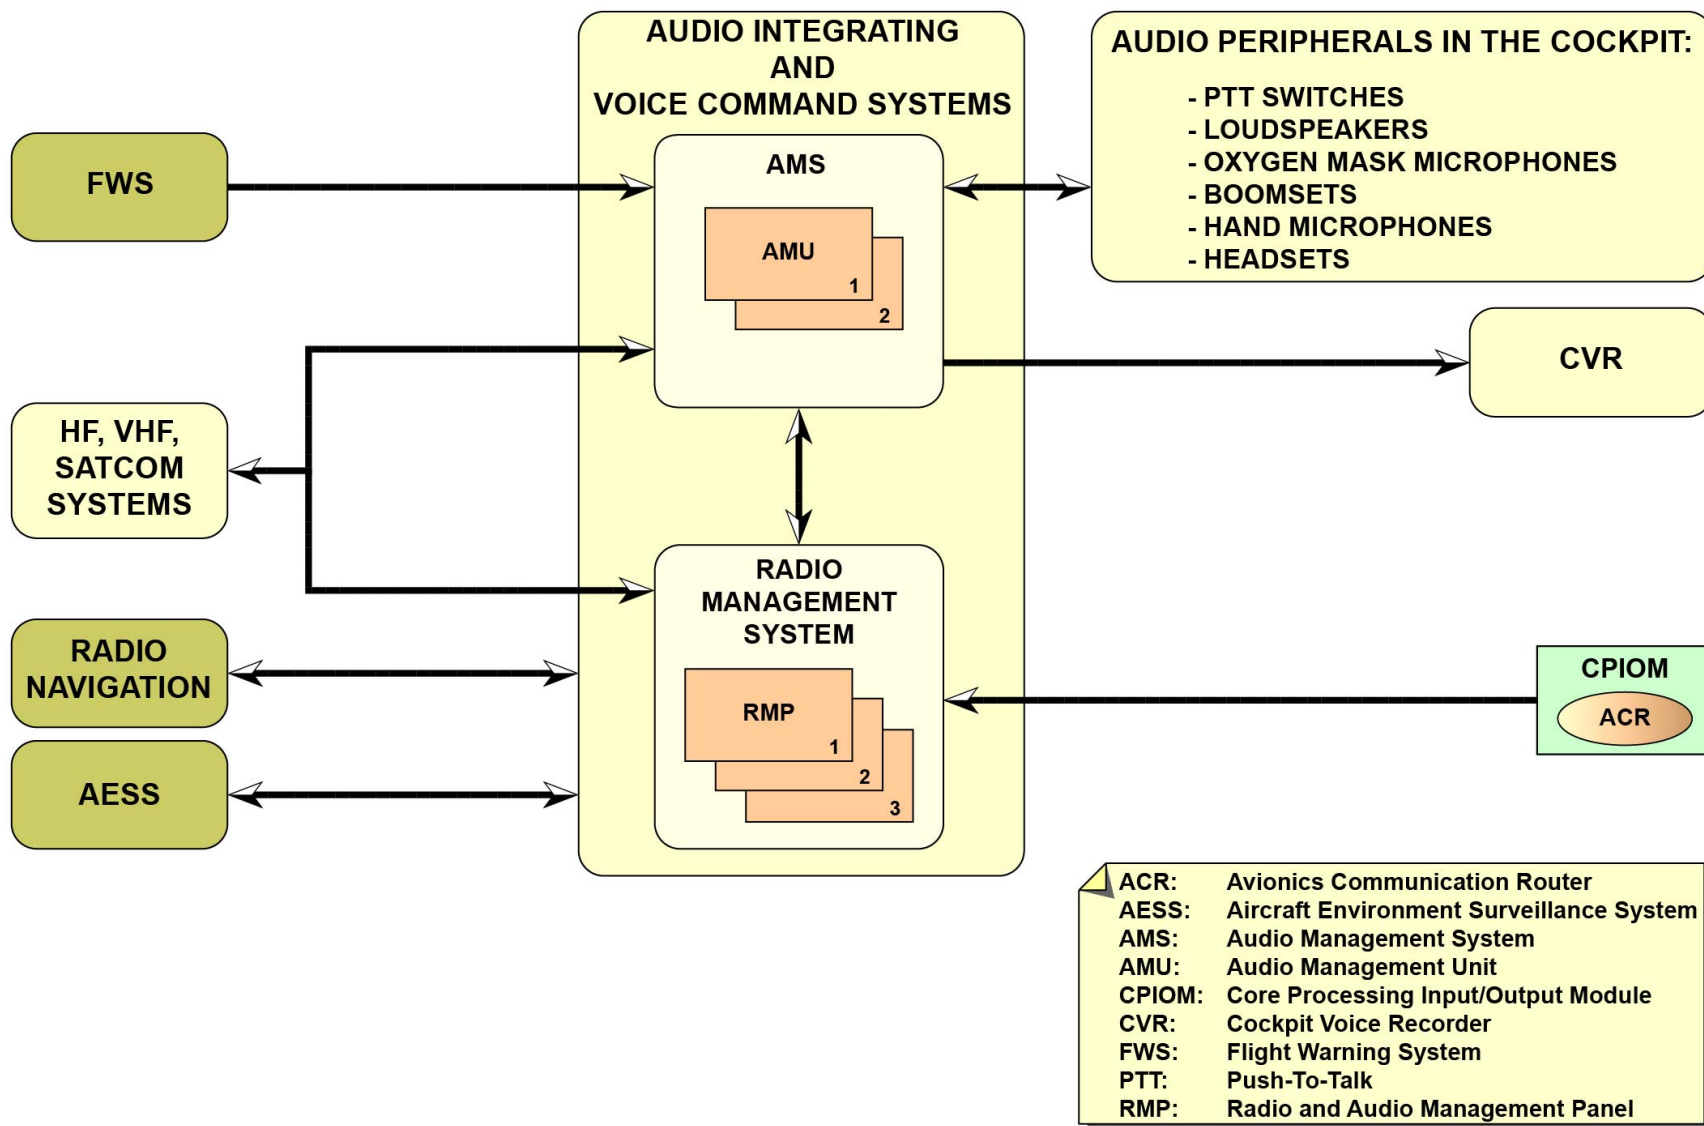 AUDIO INTEGRATING
AND
VOICE COMMAND SYSTEMS
AUDIO PERIPHERALS IN THE COCKPIT:
- PTT SWITCHES
- LOUDSPEAKERS
- OXYGEN MASK MICROPHONES
- BOOMSETS
- HAND MICROPHONES
- HEADSETS
FWS
AMS
AMU
1
2
CVR
HF, VHF,
SATCOM
SYSTEMS
RADIO
MANAGEMENT
SYSTEM
RMP
1
2
3
RADIO
NAVIGATION
AESS
CPIOM
ACR
ACR: Avionics Communication Router
AESS: Aircraft Environment Surveillance System
AMS: Audio Management System
AMU: Audio Management Unit
CPIOM: Core Processing Input/Output Module
CVR: Cockpit Voice Recorder
FWS: Flight Warning System
PTT: Push-To-Talk
RMP: Radio and Audio Management Panel